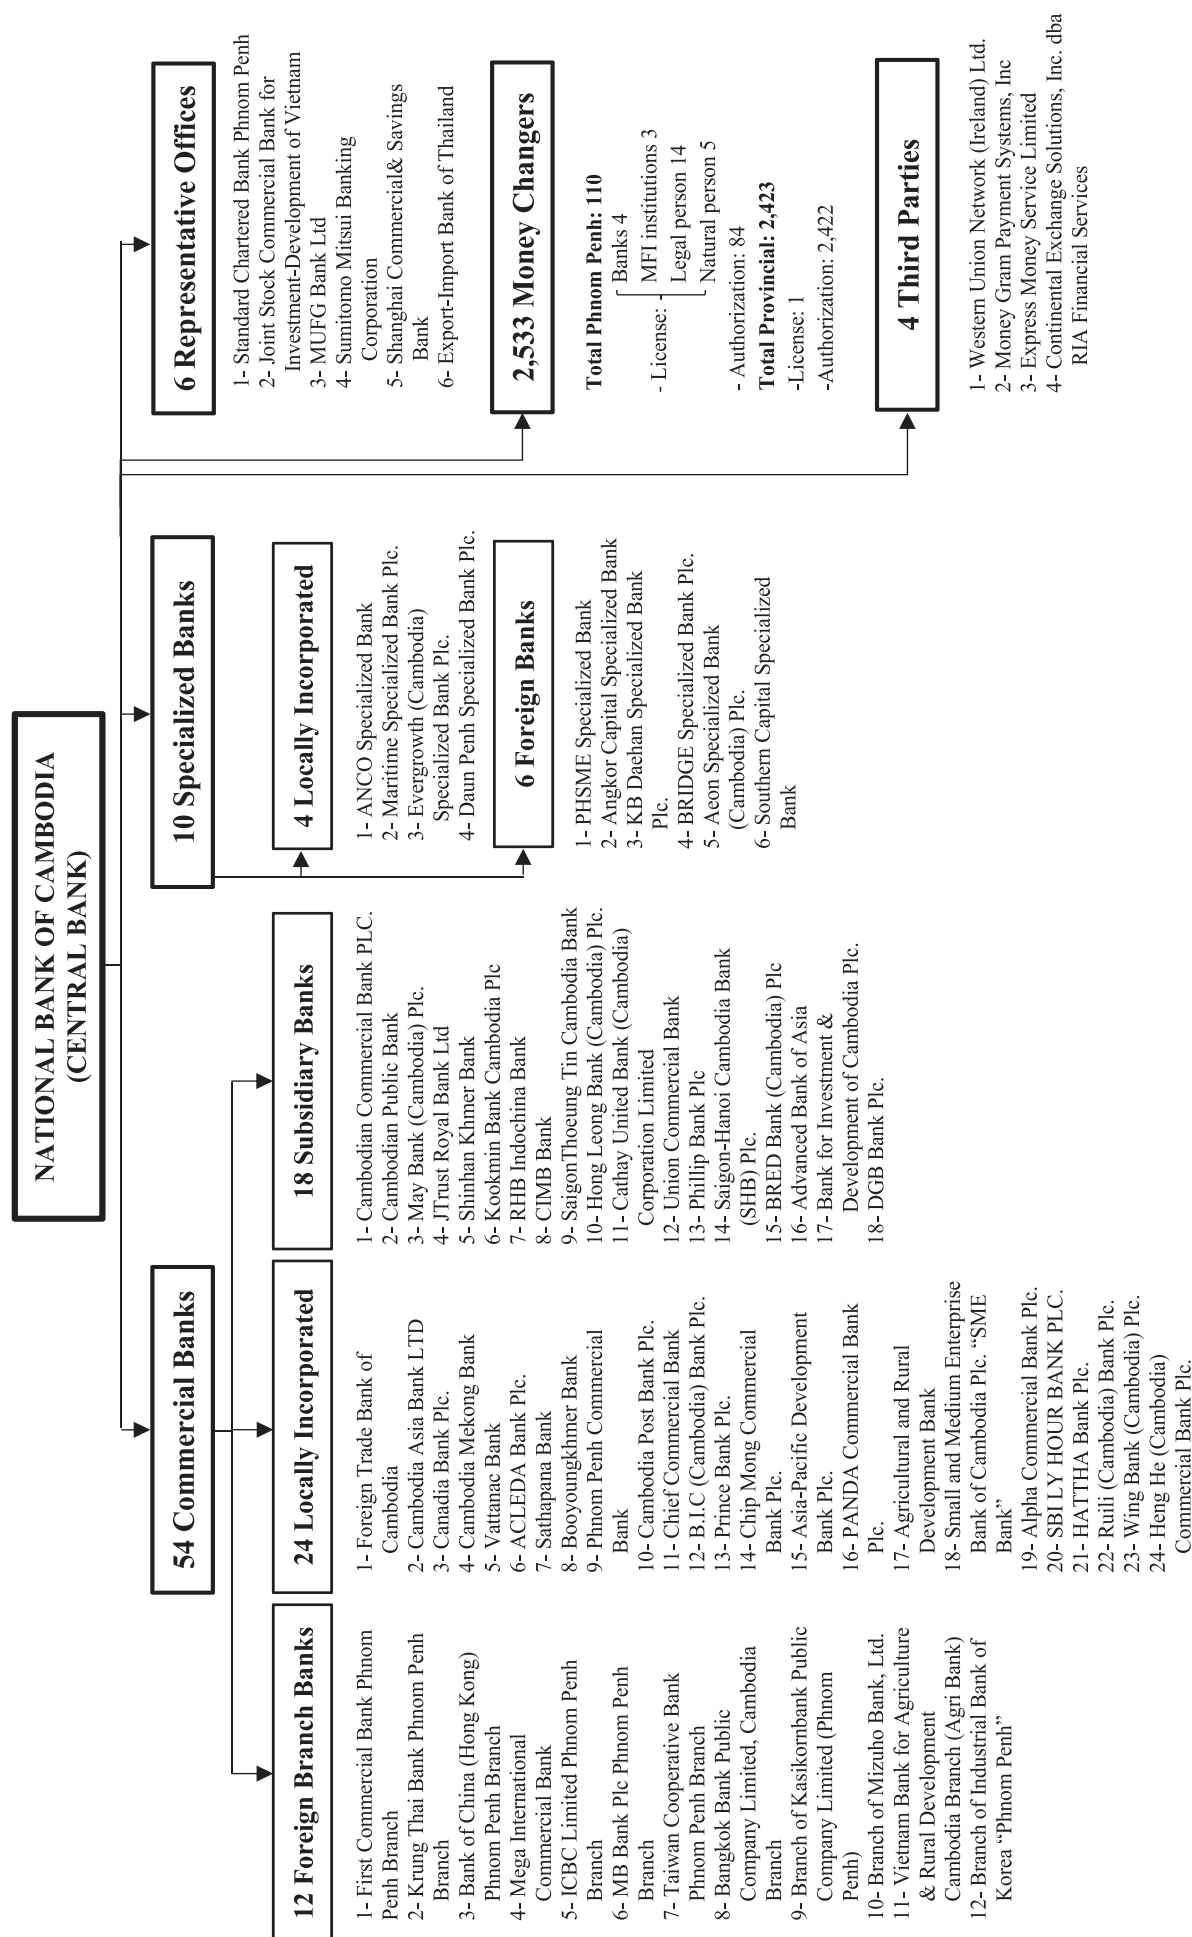 NATIONAL BANK OF CAMBODIA
(CENTRAL BANK)
54 Commercial Banks
12 Foreign Branch Banks
1- First Commercial Bank Phnom
Penh Branch
2- Krung Thai Bank Phnom Penh
Branch
3- Bank of China (Hong Kong)
Phnom Penh Branch
4- Mega International
Commercial Bank
5- ICBC Limited Phnom Penh
Branch
6- MB Bank Plc Phnom Penh
Branch
7- Taiwan Cooperative Bank
Phnom Penh Branch
8- Bangkok Bank Public
Company Limited, Cambodia
Branch
9- Branch of Kasikornbank Public
Company Limited (Phnom
Penh)
10- Branch of Mizuho Bank, Ltd.
11- Vietnam Bank for Agriculture
& Rural Development
Cambodia Branch (Agri Bank)
12- Branch of Industrial Bank of
Korea “Phnom Penh”
24 Locally Incorporated
1- Foreign Trade Bank of
Cambodia
2- Cambodia Asia Bank LTD
3- Canadia Bank Plc.
4- Cambodia Mekong Bank
5- Vattanac Bank
6- ACLEDA Bank Plc.
7- Sathapana Bank
8- Booyoungkhmer Bank
9- Phnom Penh Commercial
Bank
10- Cambodia Post Bank Plc.
11- Chief Commercial Bank
12- B.I.C (Cambodia) Bank Plc.
13- Prince Bank Plc.
14- Chip Mong Commercial
Bank Plc.
15- Asia-Pacific Development
Bank Plc.
16- PANDA Commercial Bank
Plc.
17- Agricultural and Rural
Development Bank
18- Small and Medium Enterprise
Bank of Cambodia Plc. “SME
Bank”
19- Alpha Commercial Bank Plc.
20- SBI LY HOUR BANK PLC.
21- HATTHA Bank Plc.
22- Ruili (Cambodia) Bank Plc.
23- Wing Bank (Cambodia) Plc.
24- Heng He (Cambodia)
Commercial Bank Plc.
18 Subsidiary Banks
1- Cambodian Commercial Bank PLC.
2- Cambodian Public Bank
3- May Bank (Cambodia) Plc.
4- JTrust Royal Bank Ltd
5- Shinhan Khmer Bank
6- Kookmin Bank Cambodia Plc
7- RHB Indochina Bank
8- CIMB Bank
9- SaigonThoeung Tin Cambodia Bank
10- Hong Leong Bank (Cambodia) Plc.
11- Cathay United Bank (Cambodia)
Corporation Limited
12- Union Commercial Bank
13- Phillip Bank Plc
14- Saigon-Hanoi Cambodia Bank
(SHB) Plc.
15- BRED Bank (Cambodia) Plc
16- Advanced Bank of Asia
17- Bank for Investment &
Development of Cambodia Plc.
18- DGB Bank Plc.
10 Specialized Banks
4 Locally Incorporated
1- ANCO Specialized Bank
2- Maritime Specialized Bank Plc.
3- Evergrowth (Cambodia)
Specialized Bank Plc.
4- Daun Penh Specialized Bank Plc.
6 Foreign Banks
1- PHSME Specialized Bank
2- Angkor Capital Specialized Bank
3- KB Daehan Specialized Bank
Plc.
4- BRIDGE Specialized Bank Plc.
5- Aeon Specialized Bank
(Cambodia) Plc.
6- Southern Capital Specialized
Bank
6 Representative Offices
1- Standard Chartered Bank Phnom Penh
2- Joint Stock Commercial Bank for
Investment-Development of Vietnam
3- MUFG Bank Ltd
4- Sumitomo Mitsui Banking
Corporation
5- Shanghai Commercial& Savings
Bank
6- Export-Import Bank of Thailand
2,533 Money Changers
Total Phnom Penh: 110
- License:
Banks 4
MFI institutions 3
Legal person 14
Natural person 5
- Authorization: 84
Total Provincial: 2,423
-License: 1
-Authorization: 2,422
4 Third Parties
1- Western Union Network (Ireland) Ltd.
2- Money Gram Payment Systems, Inc
3- Express Money Service Limited
4- Continental Exchange Solutions, Inc. dba
RIA Financial Services